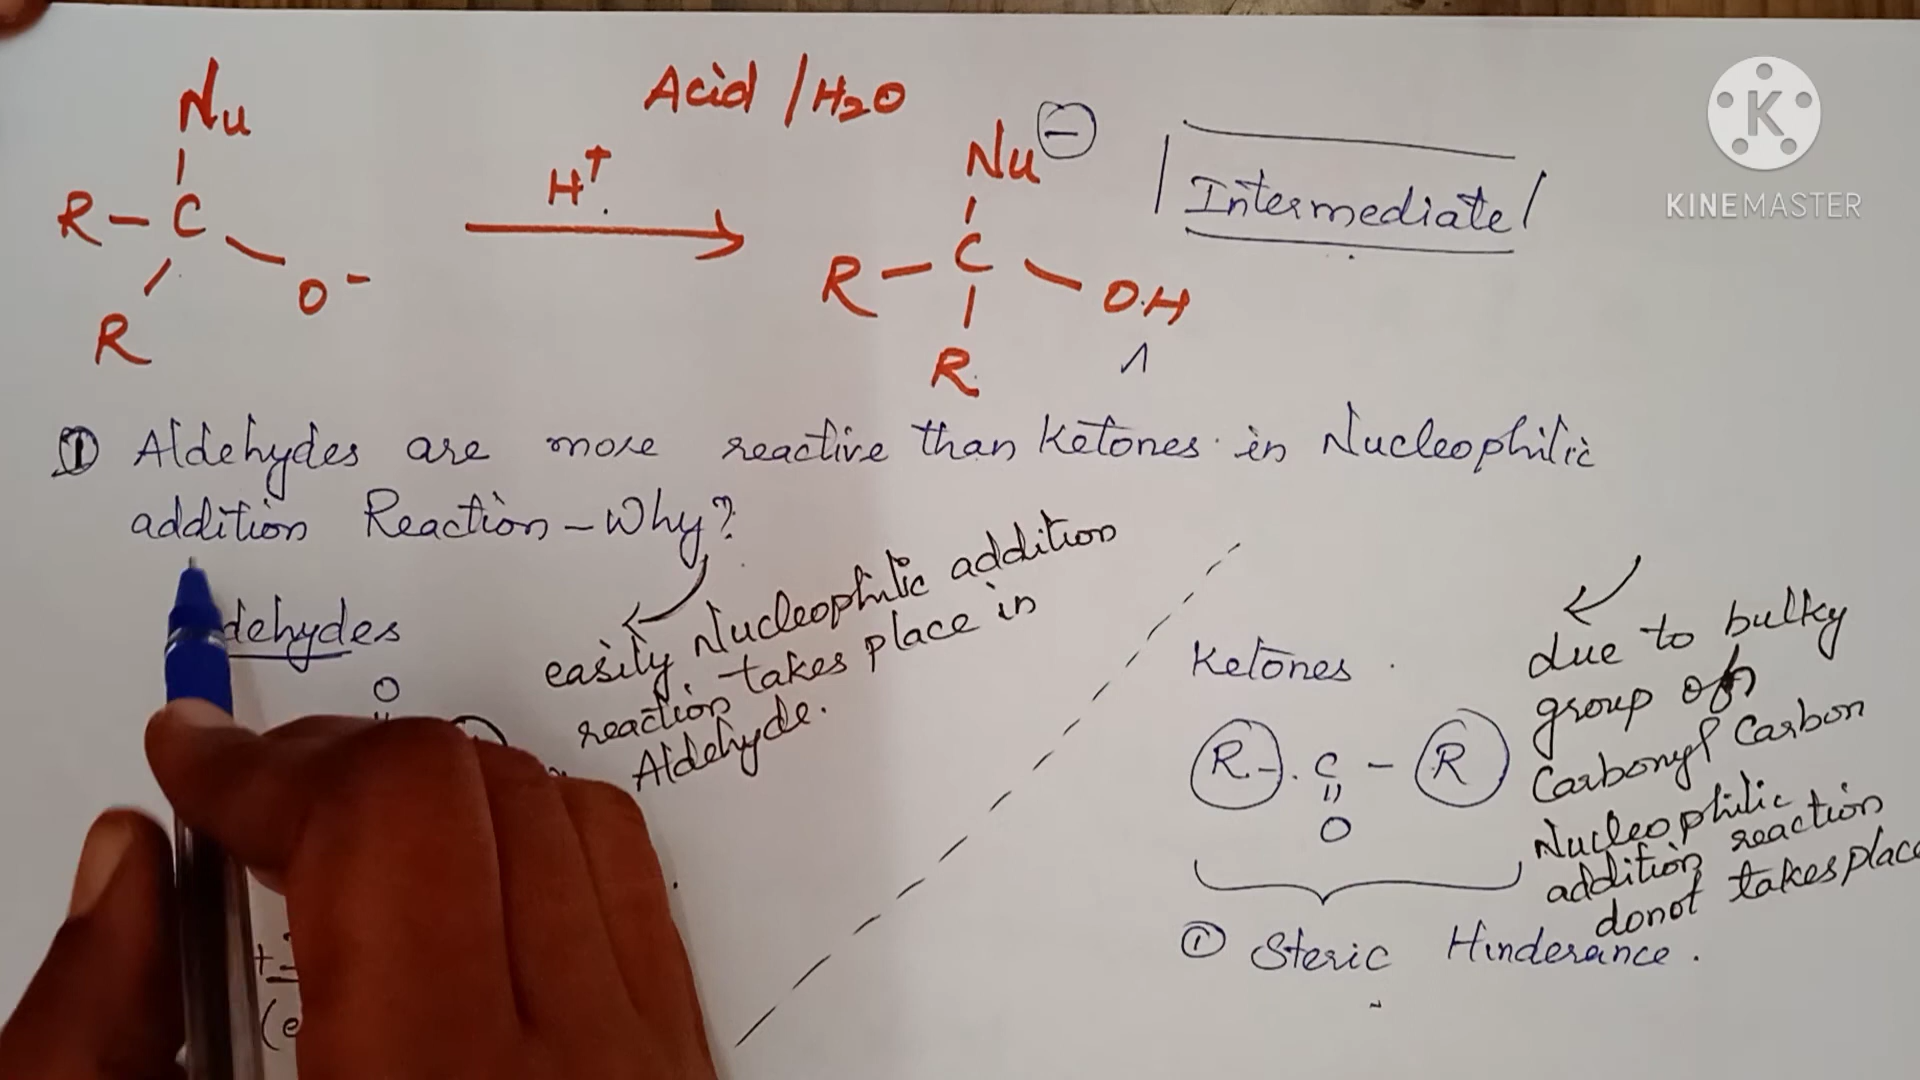 Nu
Acid / H2O
Nu⊖
Intermediate
H+
R - C
O -
R
R - C
OH
R
① Aldehydes are more reactive than Ketones in Nucleophilic
addition Reaction - Why?
dehydes
O
easily Nucleophilic addition
reaction takes place in
Aldehyde.
Ketones
R - C - R
O
due to bulky
group on
Carbonyl Carbon
Nucleophilic
addition reaction
donot takes place
① Steric Hinderance.
(e
K
KINEMASTER